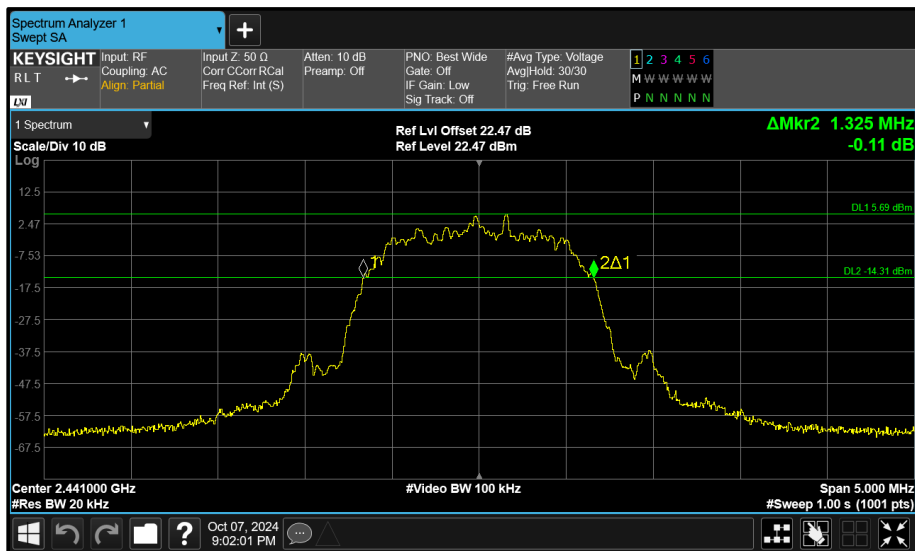 Spectrum Analyzer 1
Swept SA
KEYSIGHT
R L T
LXI
Input: RF
Coupling: AC
Align: Partial
Input Z: 50 Ω
Corr CCorr RCal
Freq Ref: Int (S)
Atten: 10 dB
Preamp: Off
PNO: Best Wide
Gate: Off
IF Gain: Low
Sig Track: Off
#Avg Type: Voltage
Avg|Hold: 30/30
Trig: Free Run
1 2 3 4 5 6
M W W W W W
P N N N N N
1 Spectrum
Scale/Div 10 dB
Ref Lvl Offset 22.47 dB
Ref Level 22.47 dBm
ΔMkr2 1.325 MHz
-0.11 dB
Log
12.5
DL1 5.69 dBm
2.47
-7.53
1
2Δ1
DL2 -14.31 dBm
-17.5
-27.5
-37.5
-47.5
-57.5
-67.5
Center 2.441000 GHz
#Video BW 100 kHz
Span 5.000 MHz
#Res BW 20 kHz
#Sweep 1.00 s (1001 pts)
?
Oct 07, 2024
9:02:01 PM